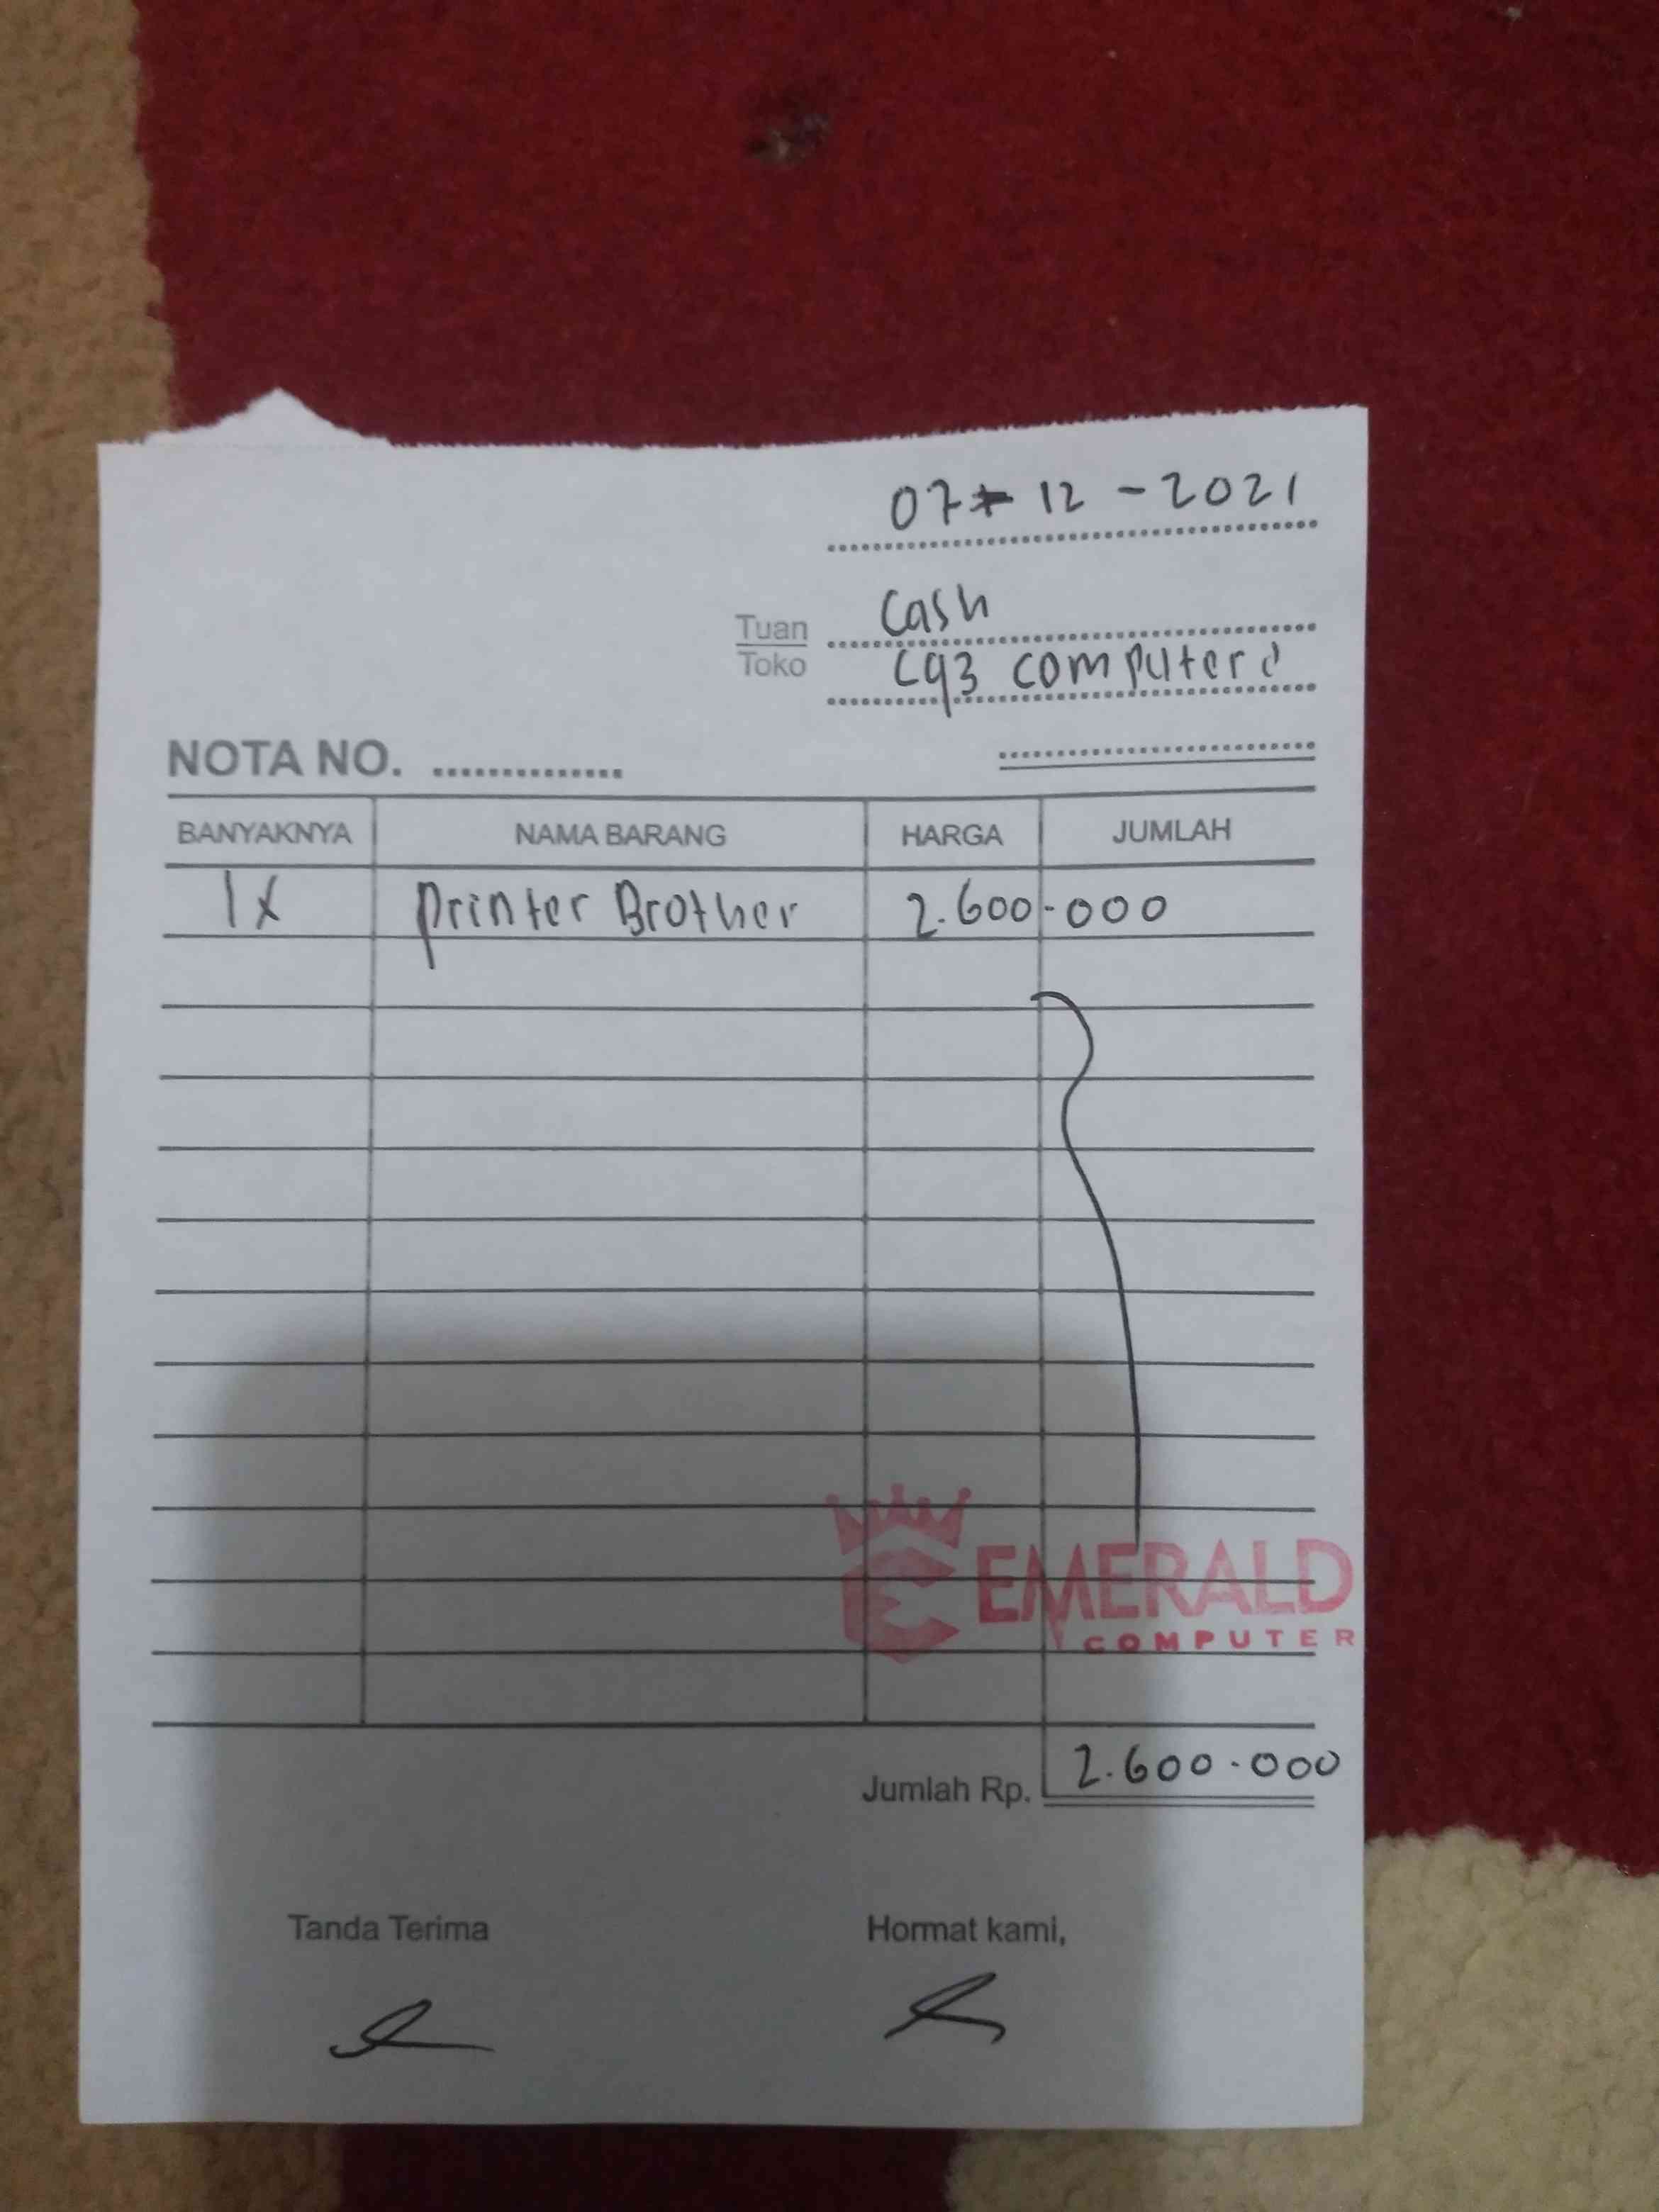 07-12-2021
Tuan Cash
Toko computer
NOTA NO. ..............
BANYAKNYA NAMA BARANG HARGA JUMLAH
1x Printer Brother 2.600.000
EMERALD
COMPUTER
Jumlah Rp. 2.600.000
Tanda Terima Hormat kami,